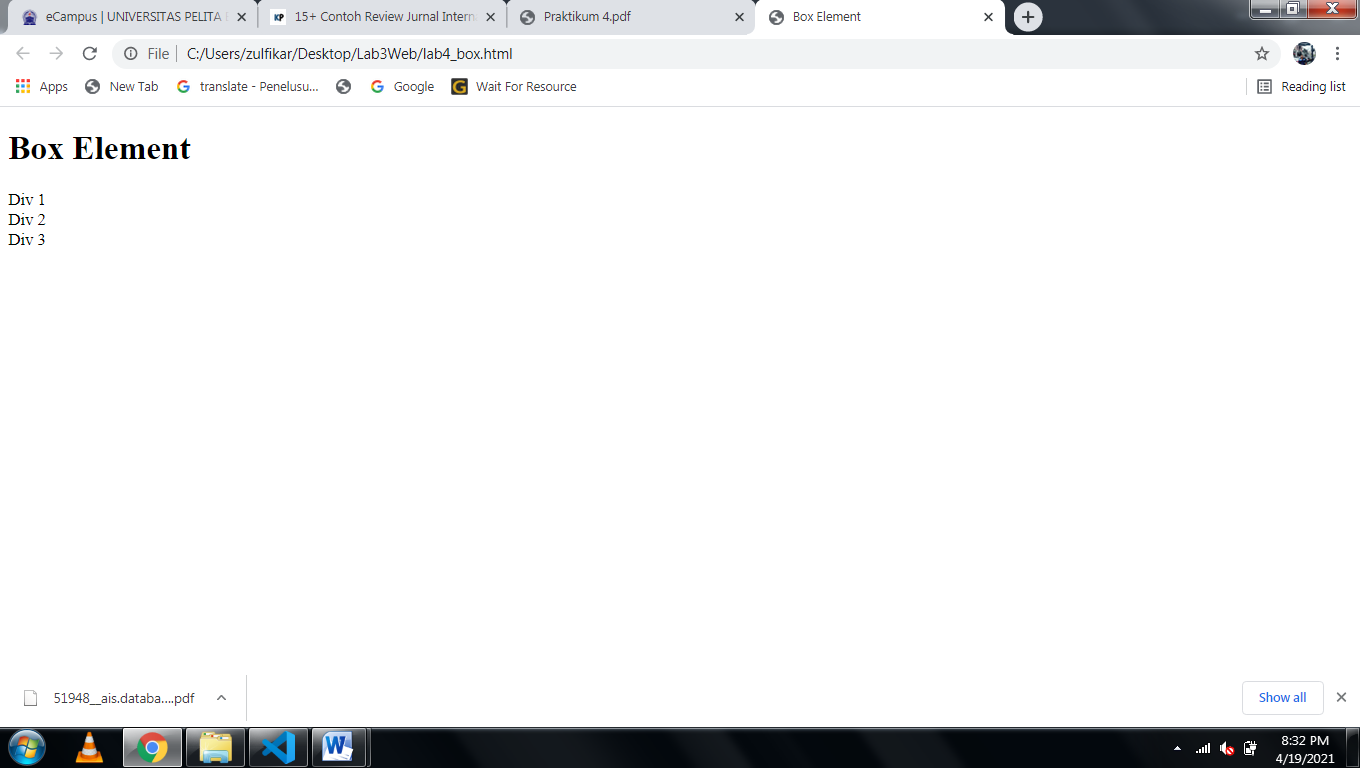 eCampus | UNIVERSITAS PELITA
15+ Contoh Review Jurnal Intern
Praktikum 4.pdf
Box Element
File
C:/Users/zulfikar/Desktop/Lab3Web/lab4_box.html
Apps
New Tab
translate - Penelusu...
Google
Wait For Resource
Reading list
Box Element
Div 1
Div 2
Div 3
51948__ais.databa....pdf
Show all
8:32 PM
4/19/2021